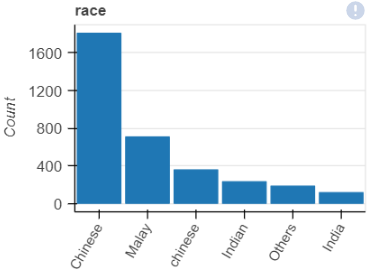 race
!
1600
1200
800
400
0
Count
Chinese
Malay
chinese
Indian
Others
India